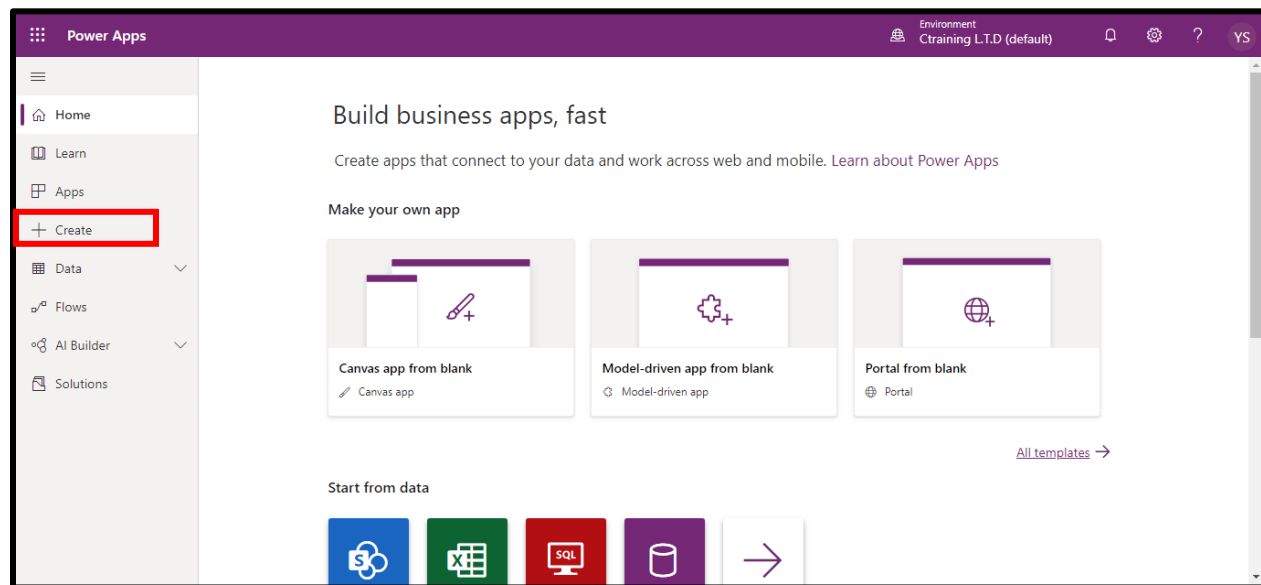 Power Apps
Environment
Ctraining L.T.D (default)
?
YS
Home
Learn
Apps
Create
Data
Flows
AI Builder
Solutions
Build business apps, fast
Create apps that connect to your data and work across web and mobile. Learn about Power Apps
Make your own app
Canvas app from blank
Canvas app
Model-driven app from blank
Model-driven app
Portal from blank
Portal
All templates
Start from data
S
X
SQL